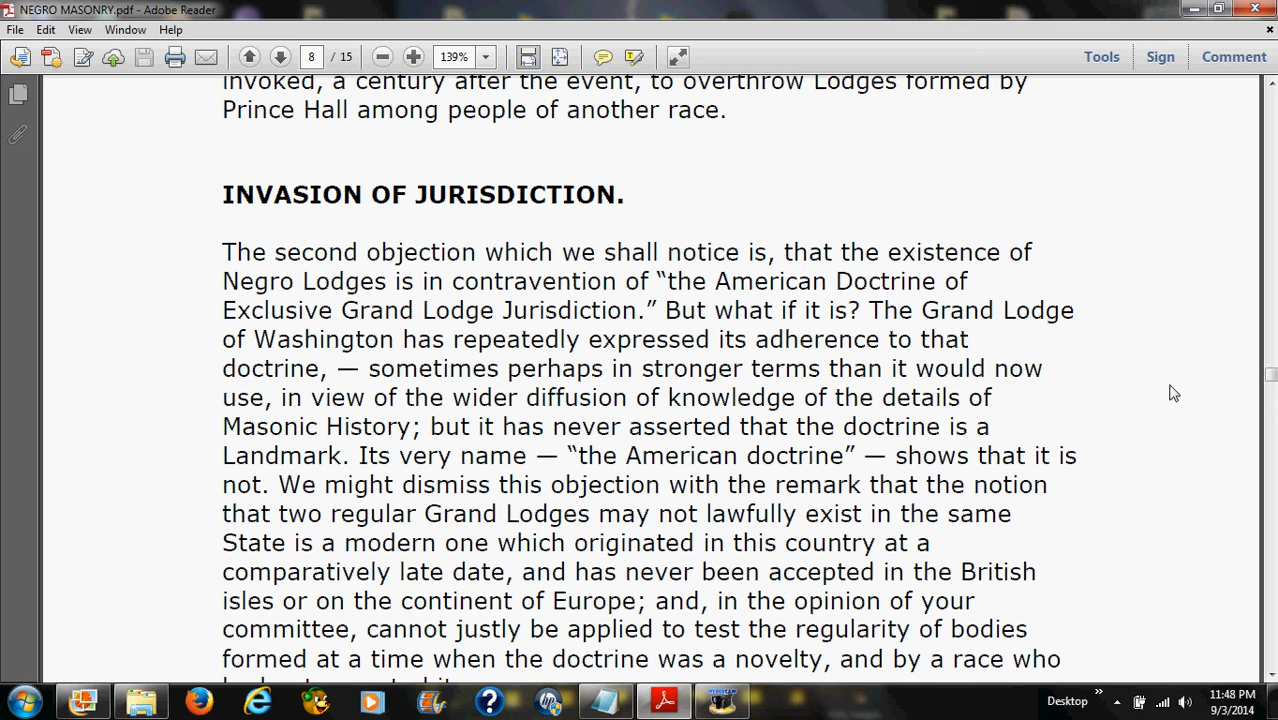 NEGRO MASONRY.pdf - Adobe Reader
File Edit View Window Help
8 / 15 139% Tools Sign Comment
invoked, a century after the event, to overthrow Lodges formed by
Prince Hall among people of another race.
INVASION OF JURISDICTION.
The second objection which we shall notice is, that the existence of
Negro Lodges is in contravention of “the American Doctrine of
Exclusive Grand Lodge Jurisdiction.” But what if it is? The Grand Lodge
of Washington has repeatedly expressed its adherence to that
doctrine, — sometimes perhaps in stronger terms than it would now
use, in view of the wider diffusion of knowledge of the details of
Masonic History; but it has never asserted that the doctrine is a
Landmark. Its very name — “the American doctrine” — shows that it is
not. We might dismiss this objection with the remark that the notion
that two regular Grand Lodges may not lawfully exist in the same
State is a modern one which originated in this country at a
comparatively late date, and has never been accepted in the British
isles or on the continent of Europe; and, in the opinion of your
committee, cannot justly be applied to test the regularity of bodies
formed at a time when the doctrine was a novelty, and by a race who
Desktop
11:48 PM
9/3/2014